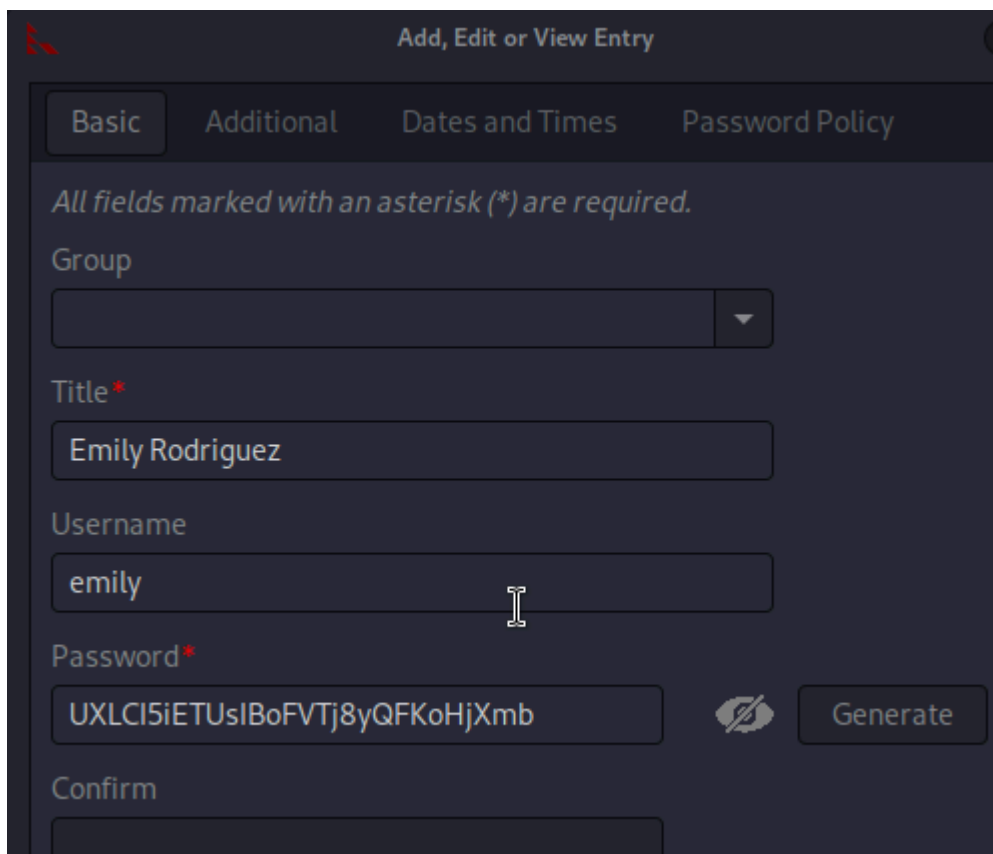 Add, Edit or View Entry
Basic Additional Dates and Times Password Policy
All fields marked with an asterisk (*) are required.
Group
Title*
Emily Rodriguez
Username
emily
Password*
UXLCI5iETUsIBoFVTj8yQFKoHjXmb
Generate
Confirm